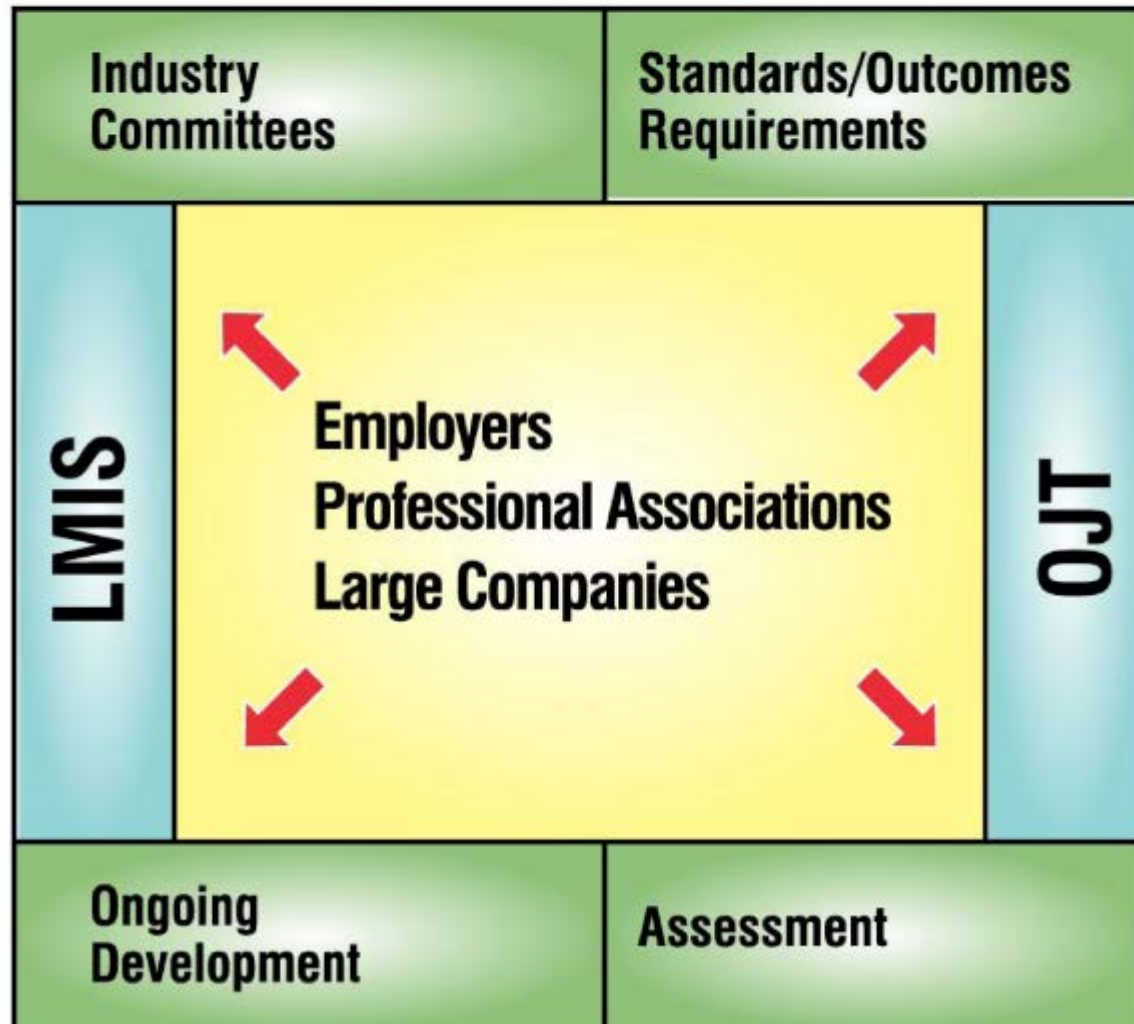 Industry
Committees
Standards/Outcomes
Requirements
LMIS
Employers
Professional Associations
Large Companies
OJT
Ongoing
Development
Assessment